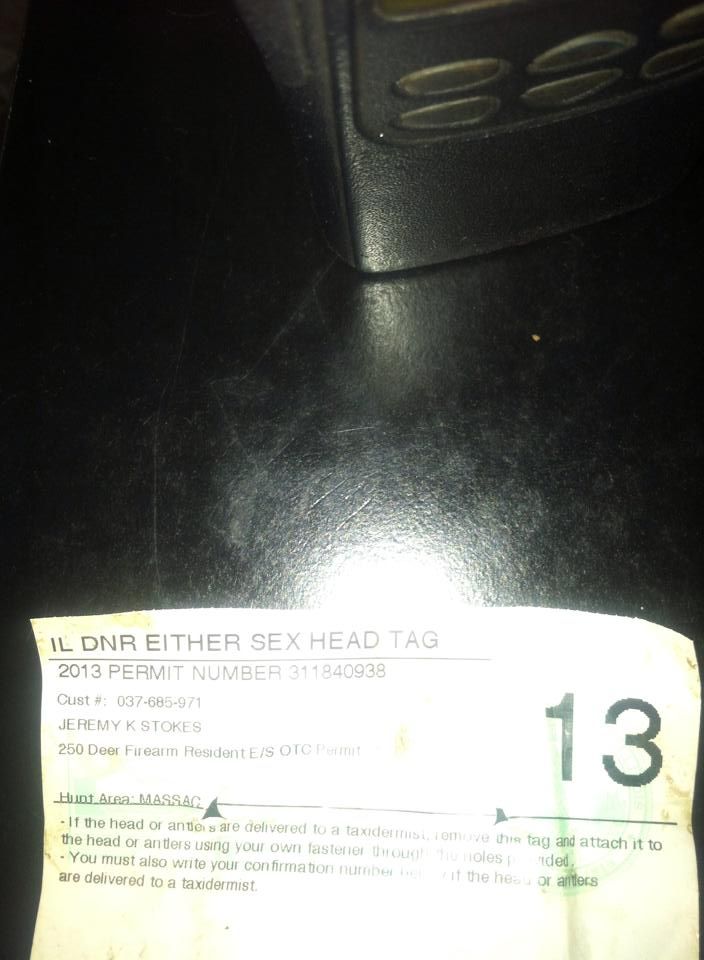 IL DNR EITHER SEX HEAD TAG
2013 PERMIT NUMBER 311840938
Cust #: 037-685-971
JEREMY K STOKES
250 Deer Firearm Resident E/S OTC Permit
13
Hunt Area: MASSAC
- If the head or antlers are delivered to a taxidermist, remove this tag and attach it to
the head or antlers using your own fastener through the holes provided.
- You must also write your confirmation number if the head or antlers
are delivered to a taxidermist.